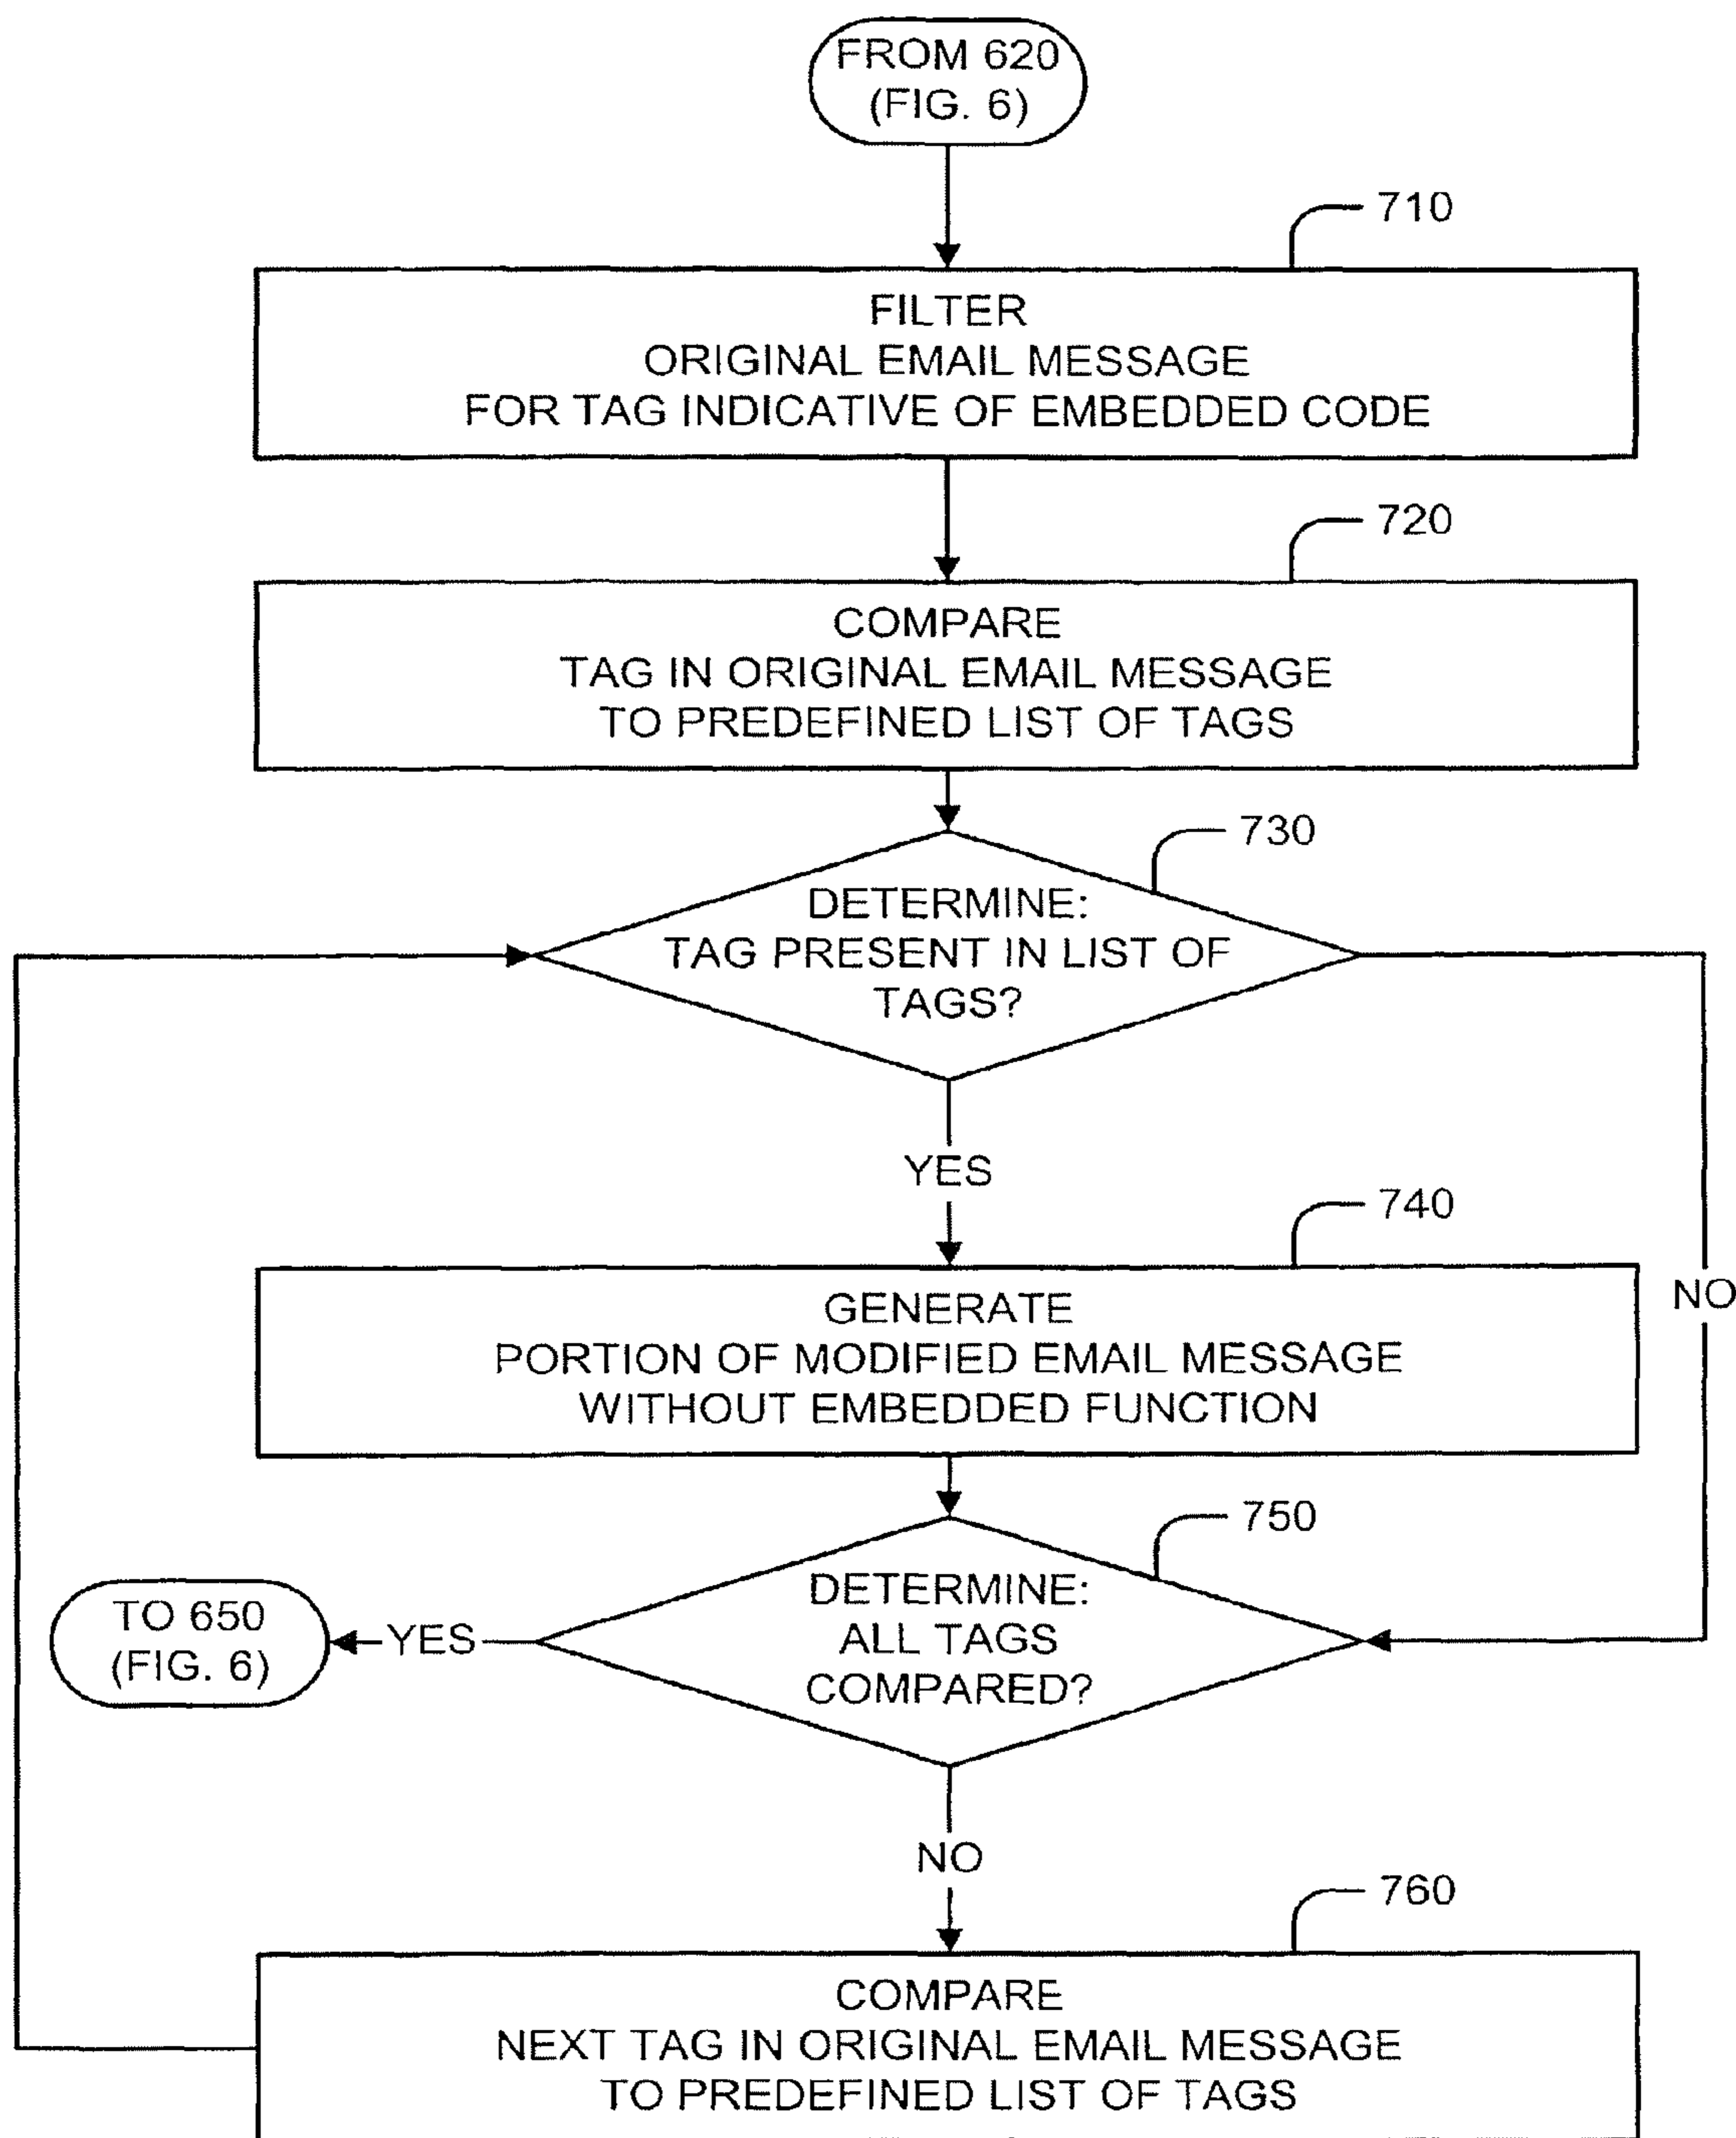 FROM 620
(FIG. 6)
710
FILTER
ORIGINAL EMAIL MESSAGE
FOR TAG INDICATIVE OF EMBEDDED CODE
720
COMPARE
TAG IN ORIGINAL EMAIL MESSAGE
TO PREDEFINED LIST OF TAGS
730
DETERMINE:
TAG PRESENT IN LIST OF
TAGS?
YES
740
NO
GENERATE
PORTION OF MODIFIED EMAIL MESSAGE
WITHOUT EMBEDDED FUNCTION
750
DETERMINE:
ALL TAGS
COMPARED?
TO 650
(FIG. 6)
YES
NO
760
COMPARE
NEXT TAG IN ORIGINAL EMAIL MESSAGE
TO PREDEFINED LIST OF TAGS